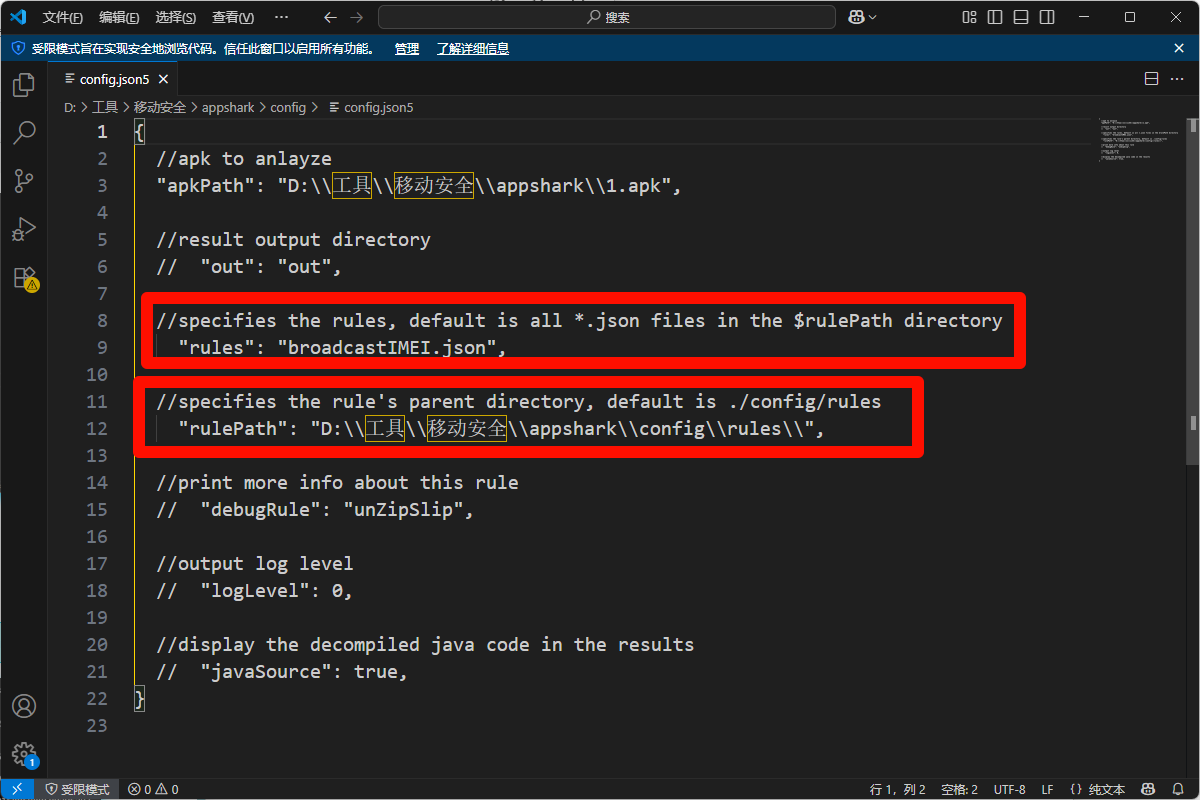 文件(F) 编辑(E) 选择(S) 查看(V) ··· 搜索
受限模式旨在实现安全地浏览代码。信任此窗口以启用所有功能。 管理 了解详细信息
config.json5
D: > 工具 > 移动安全 > appshark > config > config.json5
1 {
2 //apk to anlayze
3 "apkPath": "D:\\工具\\移动安全\\appshark\\1.apk",
4
5 //result output directory
6 //  "out": "out",
7
8 //specifies the rules, default is all *.json files in the $rulePath directory
9 "rules": "broadcastIMEI.json",
10
11 //specifies the rule's parent directory, default is ./config/rules
12 "rulePath": "D:\\工具\\移动安全\\appshark\\config\\rules\\",
13
14 //print more info about this rule
15 //  "debugRule": "unZipSlip",
16
17 //output log level
18 //  "logLevel": 0,
19
20 //display the decompiled java code in the results
21 //  "javaSource": true,
22 }
23
1
受限模式 0 0 行 1，列 2 空格: 2 UTF-8 LF {} 纯文本